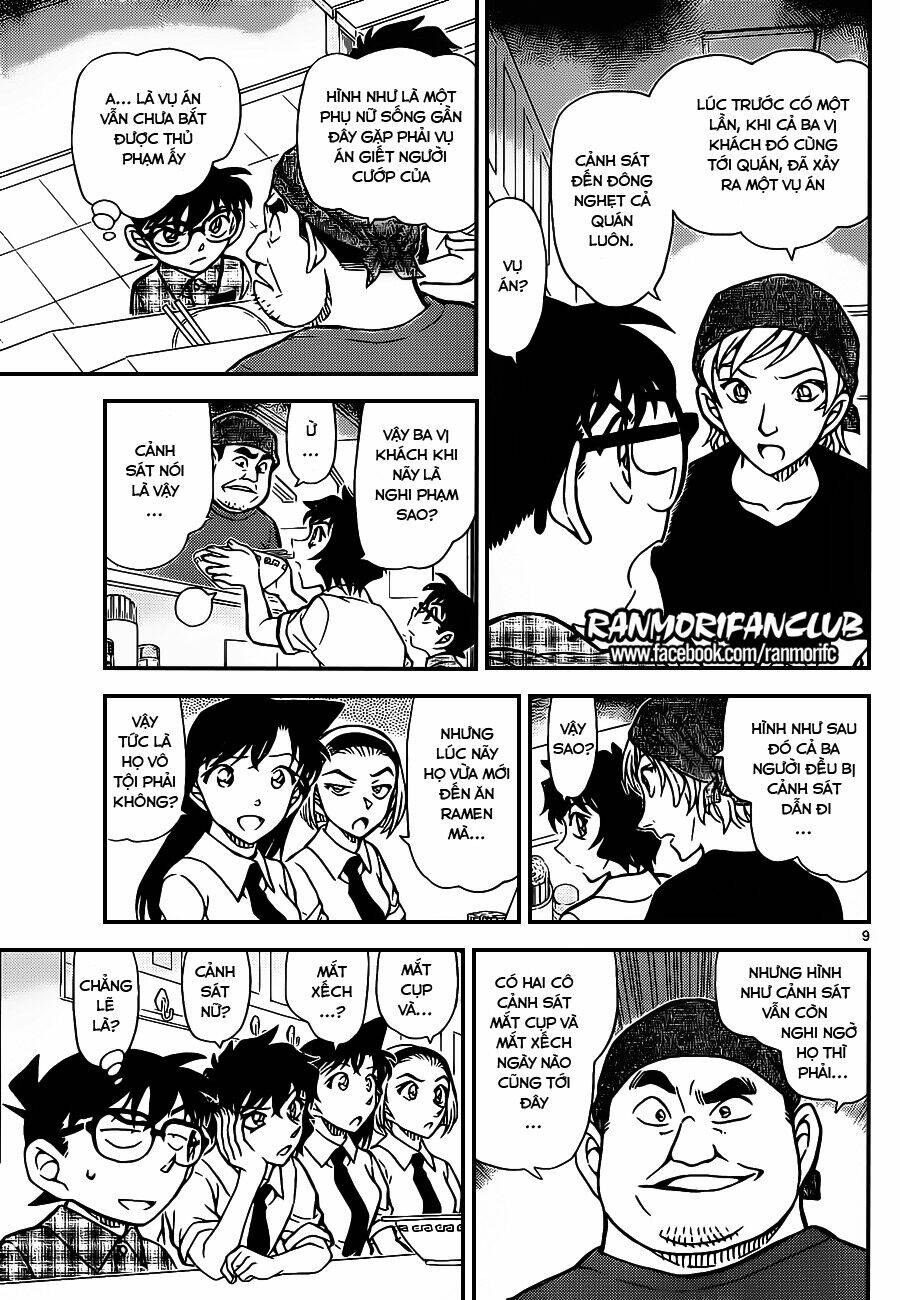 LÚC TRƯỚC CÓ MỘT
LẦN, KHI CẢ BA VỊ
KHÁCH ĐÓ CÙNG
TỚI QUÁN, ĐÃ XẢY
RA MỘT VỤ ÁN
CẢNH SÁT
ĐẾN ĐÔNG
NGHẸT CẢ
QUÁN
LUÔN.
VỤ
ÁN?
HÌNH NHƯ LÀ MỘT
PHỤ NỮ SỐNG GẦN
ĐÂY GẶP PHẢI VỤ
ÁN GIẾT NGƯỜI
CƯỚP CỦA
A... LÀ VỤ ÁN
VẪN CHƯA BẮT
ĐƯỢC THỦ
PHẠM ẤY
VẬY BA VỊ
KHÁCH KHI
NÃY LÀ
NGHI PHẠM
SAO?
Ừ
...
CẢNH
SÁT NÓI
LÀ VẬY
...
RANMORIFANCLUB
www.facebook.com/ranmorifc
HÌNH NHƯ SAU
ĐÓ CẢ BA
NGƯỜI ĐỀU BỊ
CẢNH SÁT
DẪN ĐI
...
VẬY
SAO?
NHƯNG
LÚC NÃY
HỌ VỪA MỚI
ĐẾN ĂN
RAMEN
MÀ...
VẬY
TỨC LÀ
HỌ VÔ
TỘI PHẢI
KHÔNG?
9
NHƯNG HÌNH
NHƯ CẢNH SÁT
VẪN CÒN
NGHI NGỜ
HỌ THÌ
PHẢI...
CÓ HAI CÔ
CẢNH SÁT
MẮT CỤP VÀ
MẮT XẾCH
NGÀY NÀO
CŨNG TỚI
ĐÂY
...
MẮT
CỤP
VÀ...
MẮT
XẾCH
...?
CẢNH
SÁT
NỮ?
CHẲNG
LẼ
LÀ?